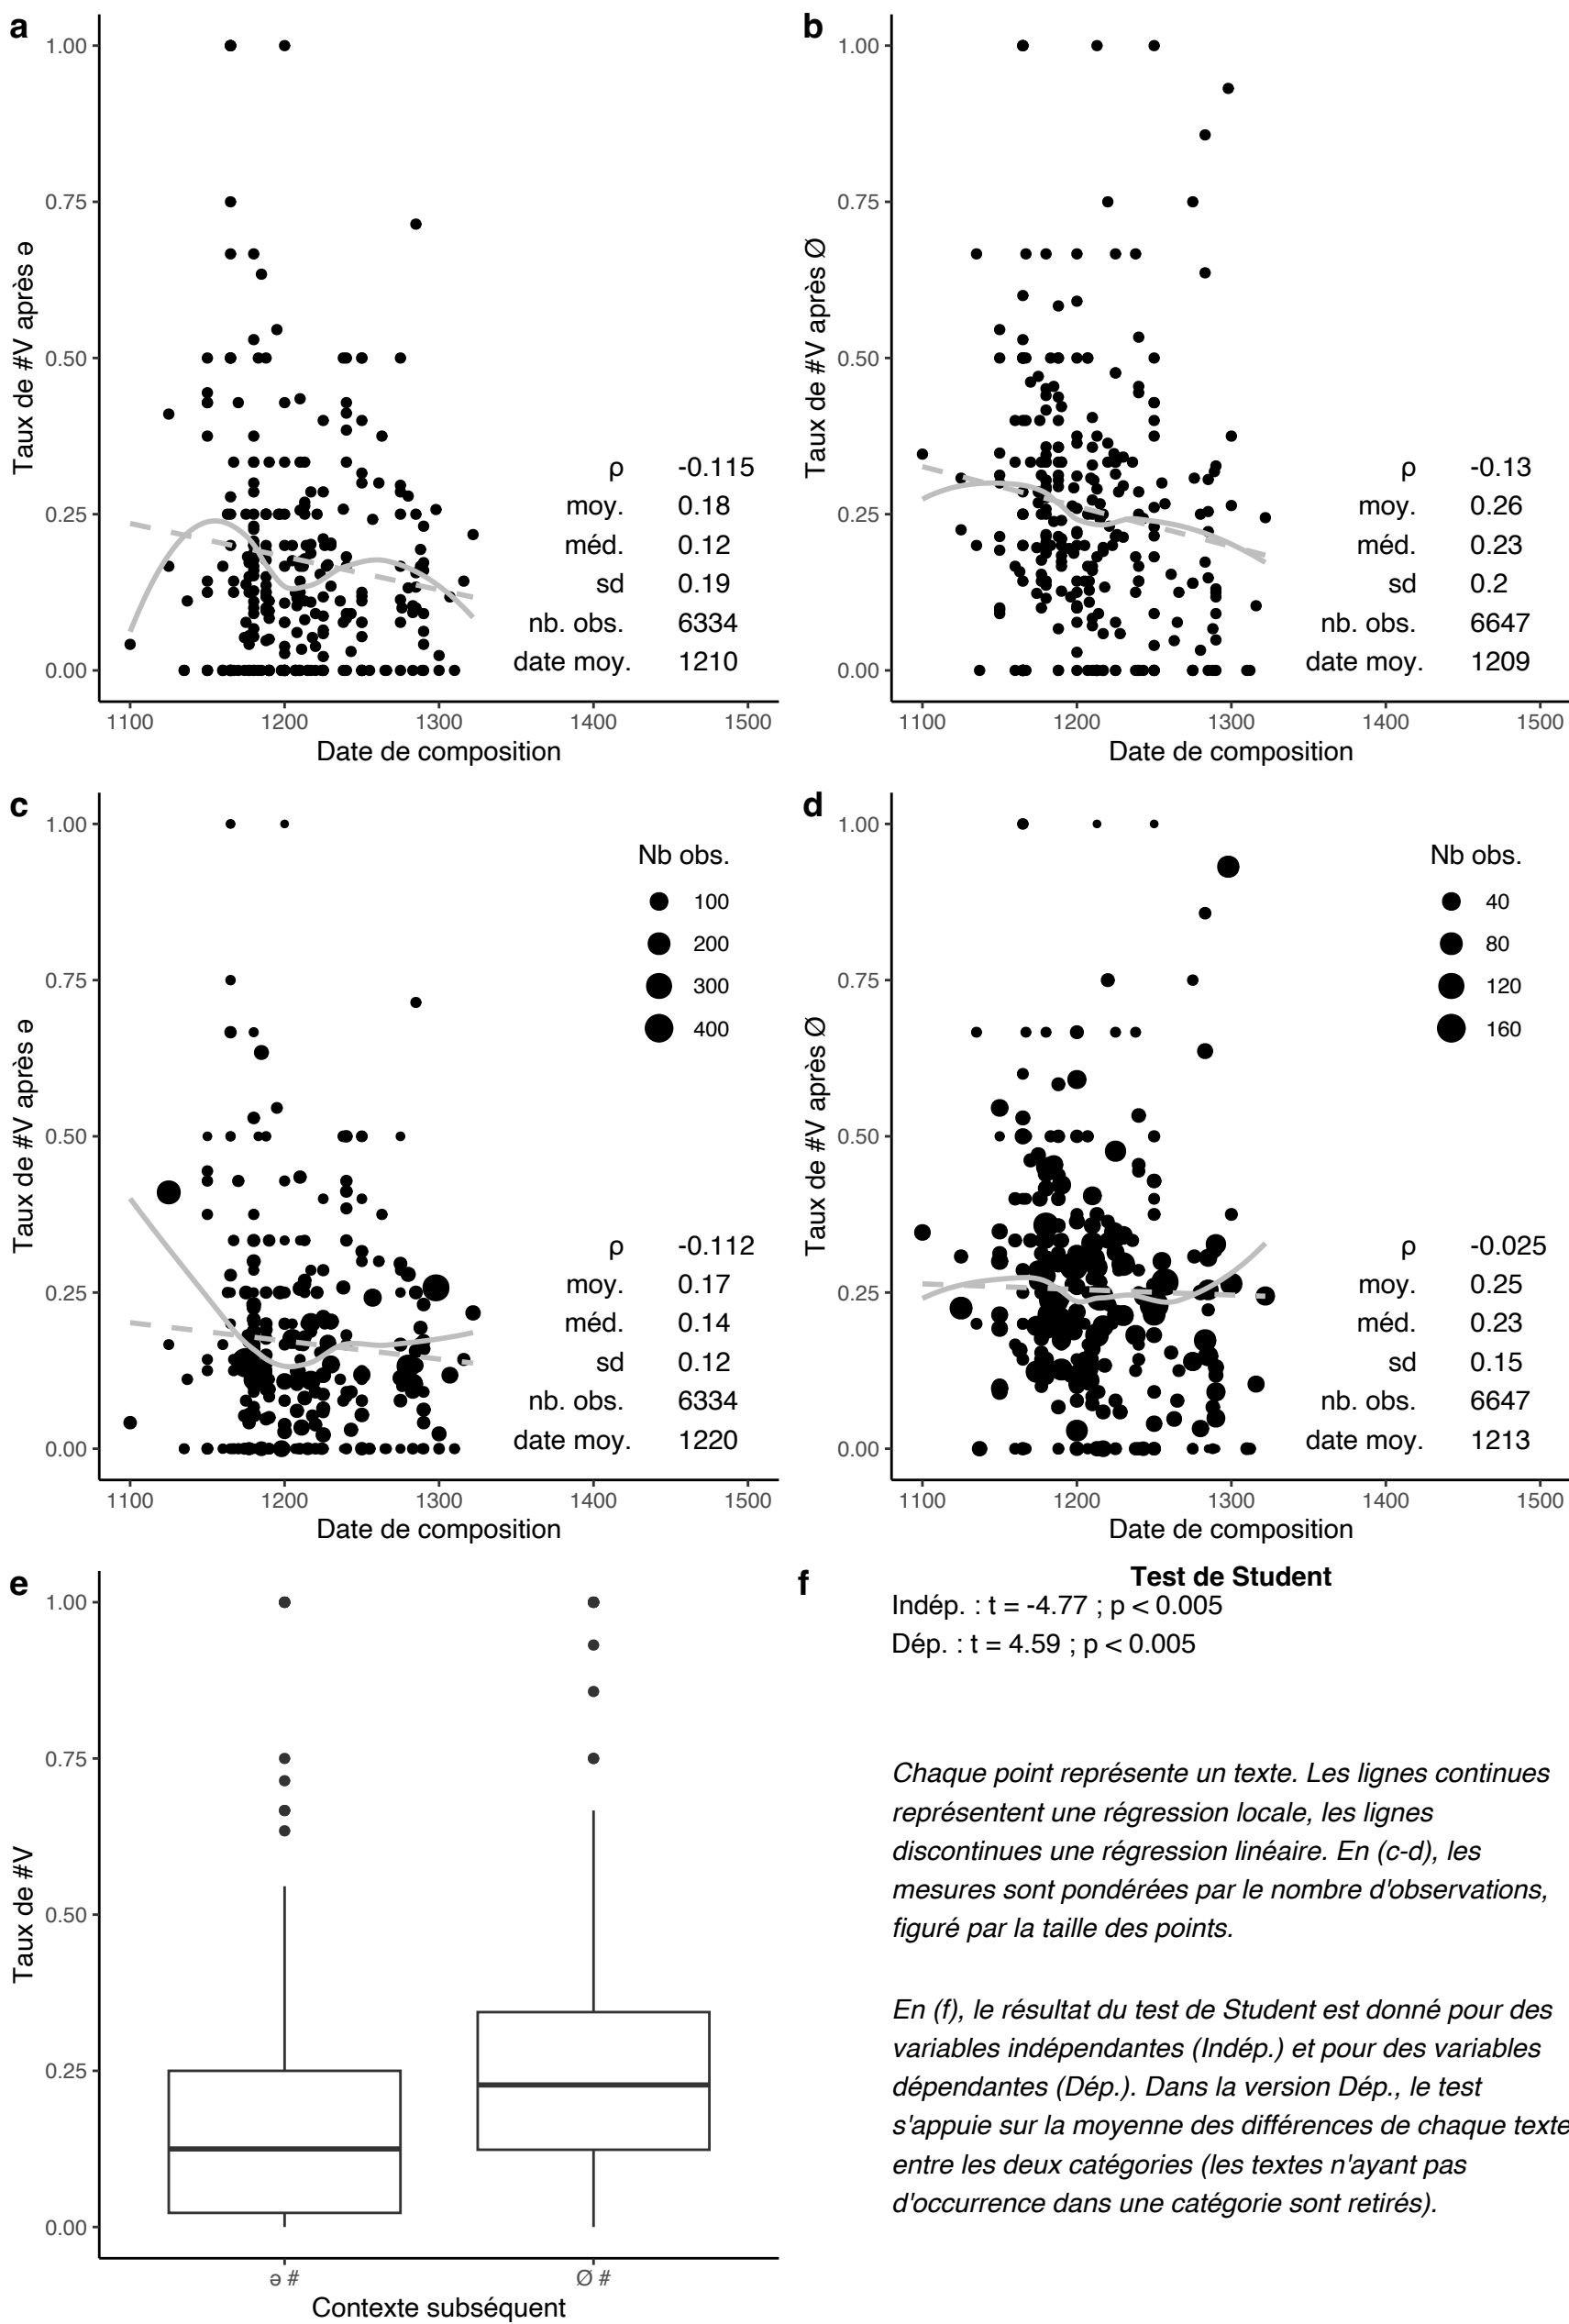 a
1.00
0.75
0.50
0.25
0.00
Taux de #V après ə
ρ -0.115
moy. 0.18
méd. 0.12
sd 0.19
nb. obs. 6334
date moy. 1210
1100 1200 1300 1400 1500
Date de composition
b
1.00
0.75
0.50
0.25
0.00
Taux de #V après Ø
ρ -0.13
moy. 0.26
méd. 0.23
sd 0.2
nb. obs. 6647
date moy. 1209
1100 1200 1300 1400 1500
Date de composition
c
1.00
0.75
0.50
0.25
0.00
Taux de #V après ə
Nb obs.
100
200
300
400
ρ -0.112
moy. 0.17
méd. 0.14
sd 0.12
nb. obs. 6334
date moy. 1220
1100 1200 1300 1400 1500
Date de composition
d
1.00
0.75
0.50
0.25
0.00
Taux de #V après Ø
Nb obs.
40
80
120
160
ρ -0.025
moy. 0.25
méd. 0.23
sd 0.15
nb. obs. 6647
date moy. 1213
1100 1200 1300 1400 1500
Date de composition
e
1.00
0.75
0.50
0.25
0.00
Taux de #V
ə # Ø #
Contexte subséquent
f
Test de Student
Indép. : t = -4.77 ; p < 0.005
Dép. : t = 4.59 ; p < 0.005
Chaque point représente un texte. Les lignes continues
représentent une régression locale, les lignes
discontinues une régression linéaire. En (c-d), les
mesures sont pondérées par le nombre d'observations,
figuré par la taille des points.
En (f), le résultat du test de Student est donné pour des
variables indépendantes (Indép.) et pour des variables
dépendantes (Dép.). Dans la version Dép., le test
s'appuie sur la moyenne des différences de chaque texte
entre les deux catégories (les textes n'ayant pas
d'occurrence dans une catégorie sont retirés).